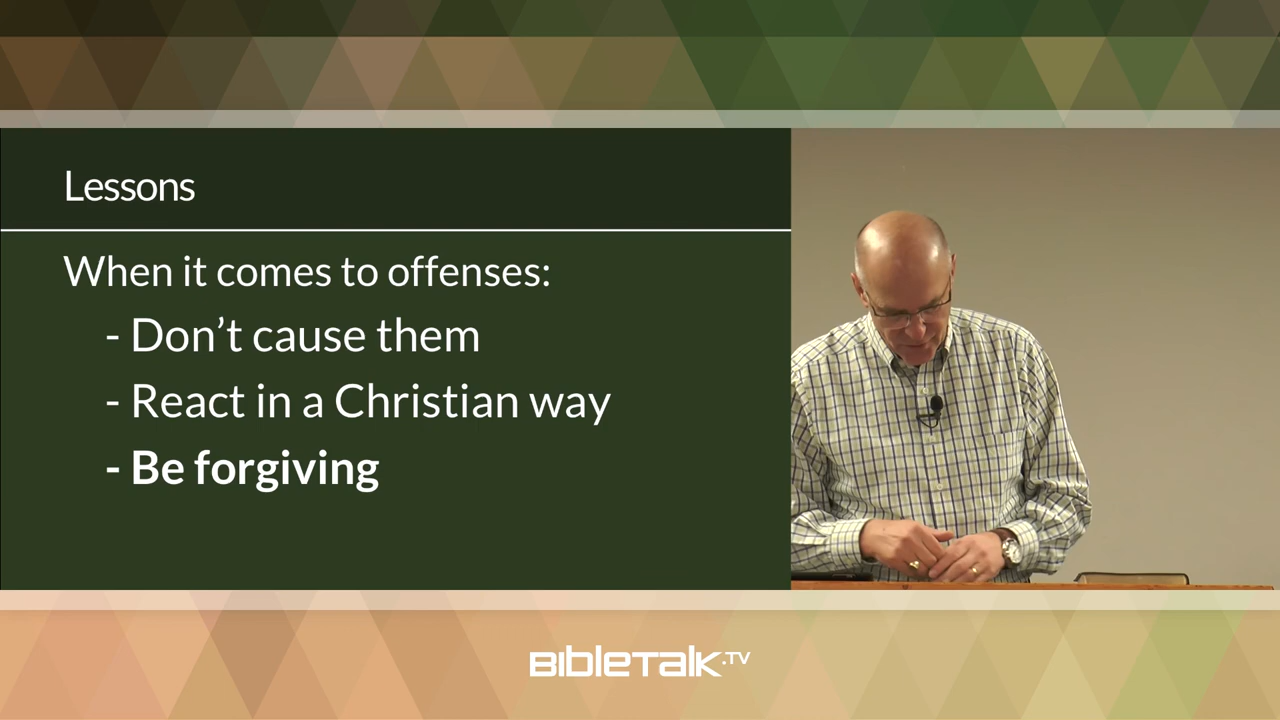 Lessons
When it comes to offenses:
- Don’t cause them
- React in a Christian way
- Be forgiving
BIBLETALK.TV